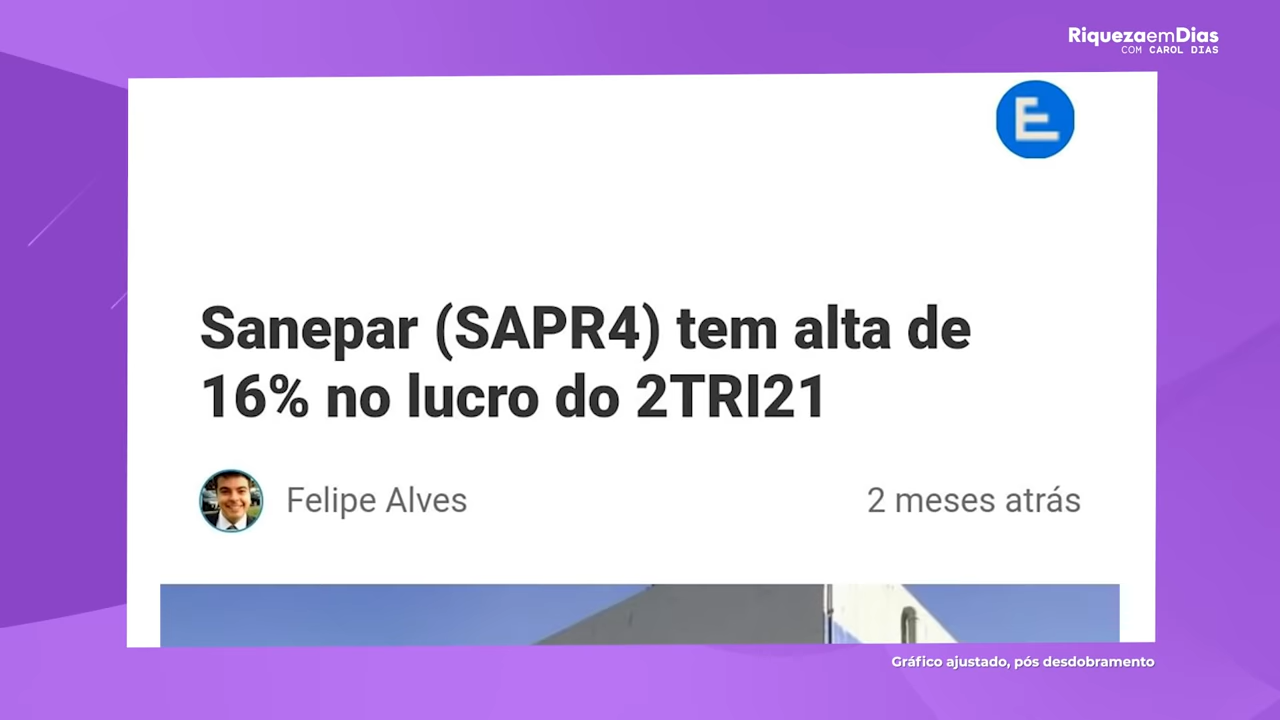 RiquezaemDias
COM CAROL DIAS
E
Sanepar (SAPR4) tem alta de
16% no lucro do 2TRI21
Felipe Alves
2 meses atrás
Gráfico ajustado, pós desdobramento